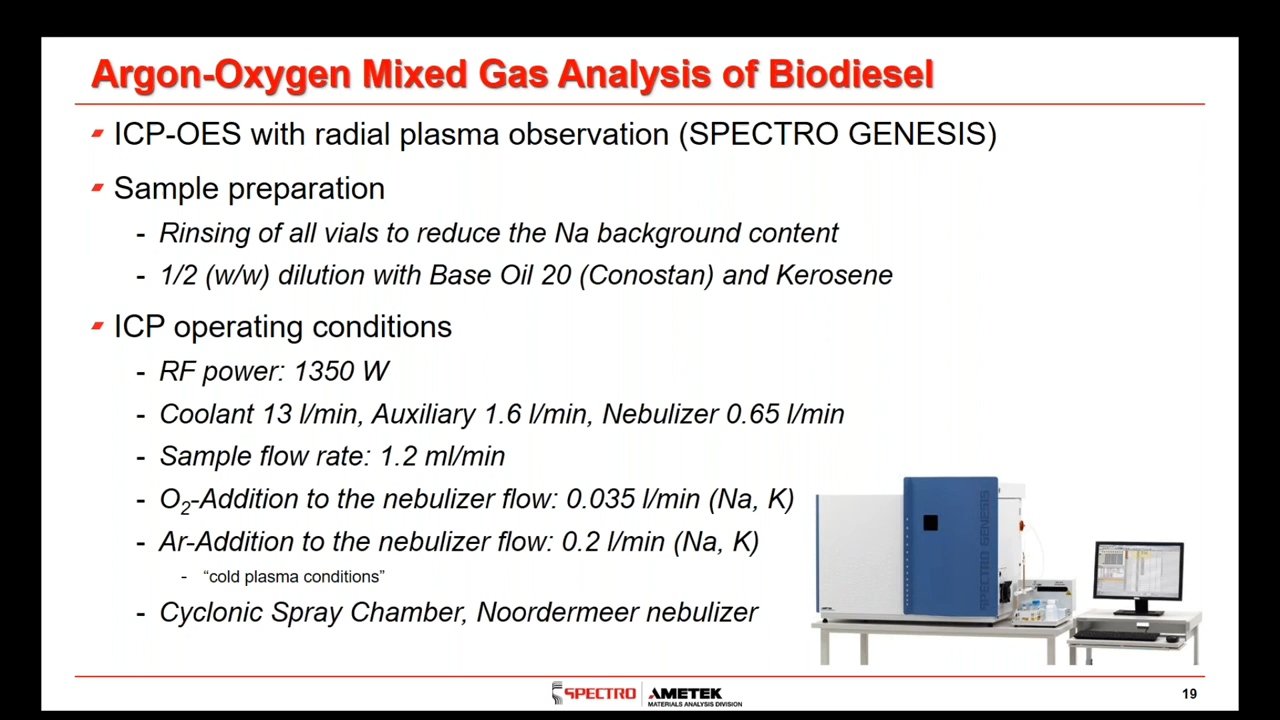 Argon-Oxygen Mixed Gas Analysis of Biodiesel
ICP-OES with radial plasma observation (SPECTRO GENESIS)
Sample preparation
- Rinsing of all vials to reduce the Na background content
- 1/2 (w/w) dilution with Base Oil 20 (Conostan) and Kerosene
ICP operating conditions
- RF power: 1350 W
- Coolant 13 l/min, Auxiliary 1.6 l/min, Nebulizer 0.65 l/min
- Sample flow rate: 1.2 ml/min
- O₂-Addition to the nebulizer flow: 0.035 l/min (Na, K)
- Ar-Addition to the nebulizer flow: 0.2 l/min (Na, K)
- “cold plasma conditions”
- Cyclonic Spray Chamber, Noordermeer nebulizer
SPECTRO GENESIS
SPECTRO
AMETEK
MATERIALS ANALYSIS DIVISION
19